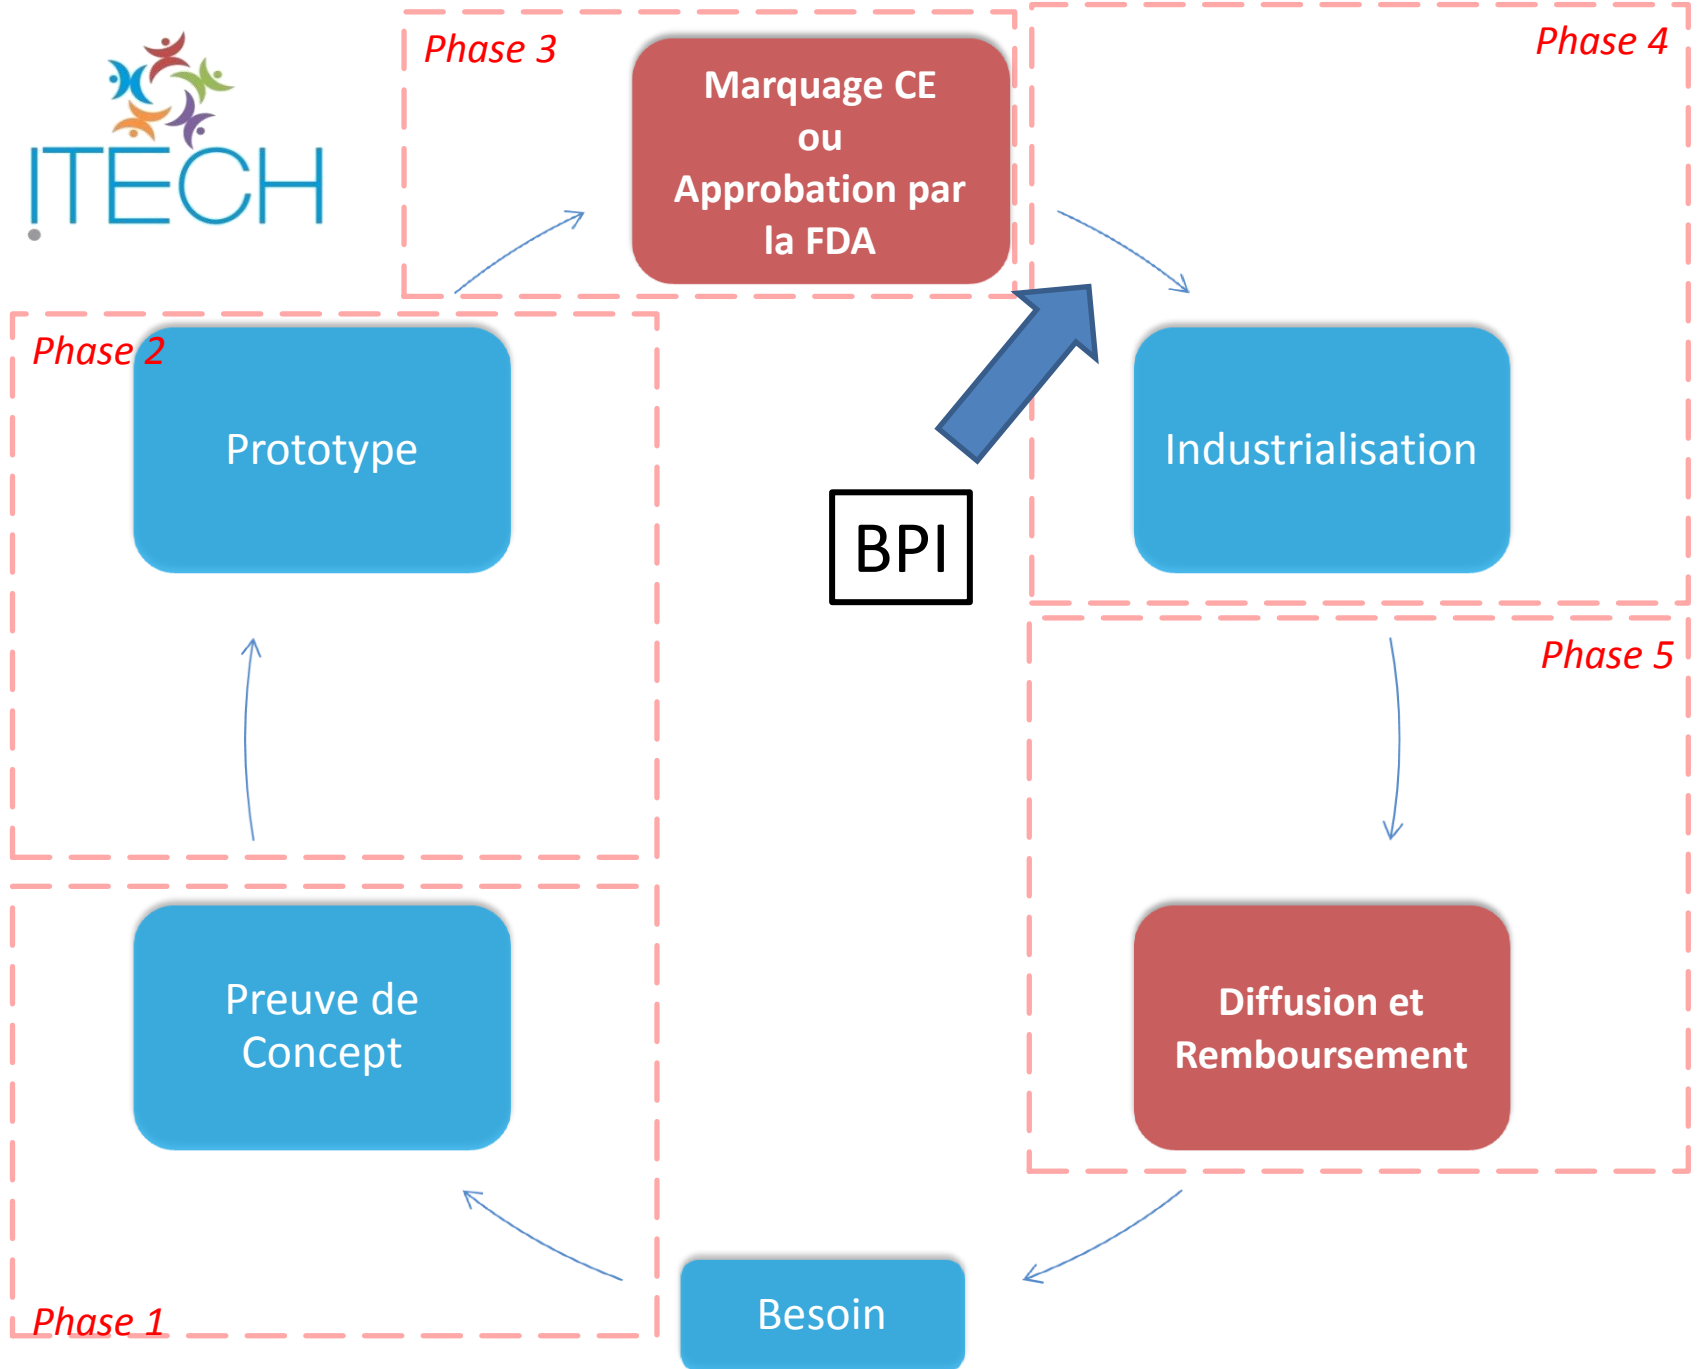 ITECH
Phase 3
Marquage CE
ou
Approbation par
la FDA
Phase 4
Phase 2
Prototype
Industrialisation
BPI
Phase 5
Preuve de
Concept
Diffusion et
Remboursement
Phase 1
Besoin